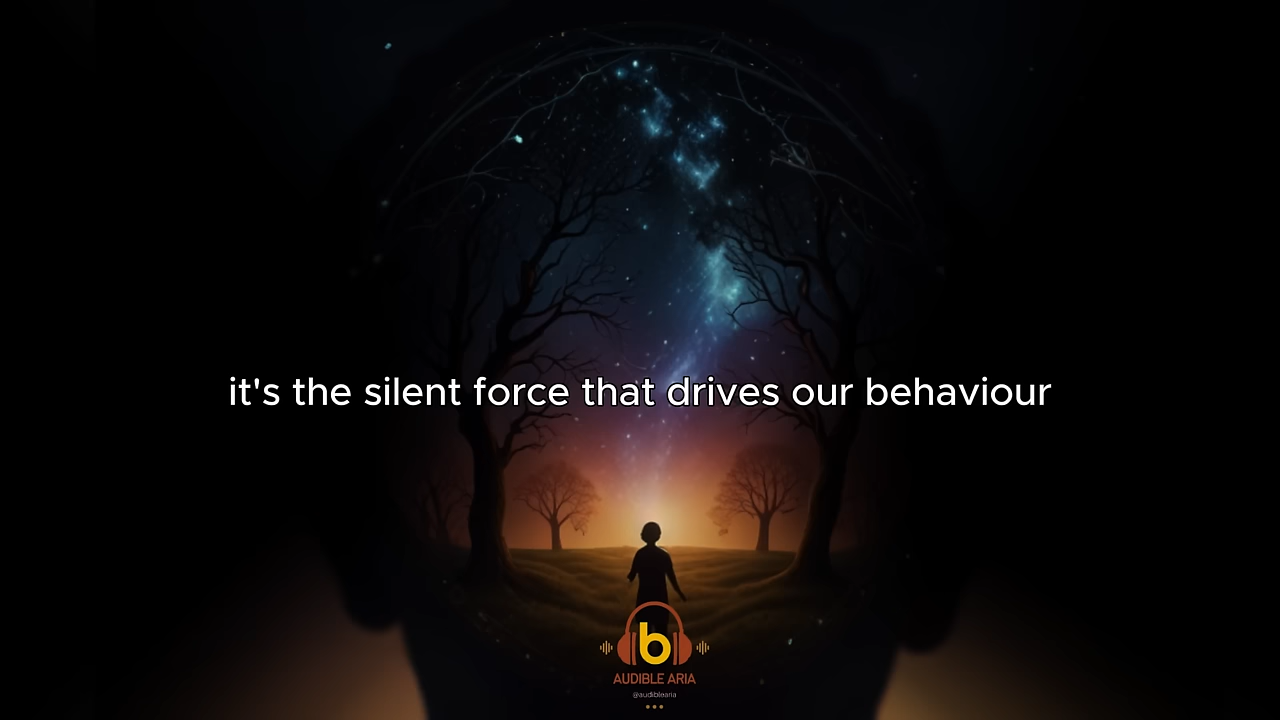 it's the silent force that drives our behaviour
b
AUDIBLE ARIA
@audiblearia